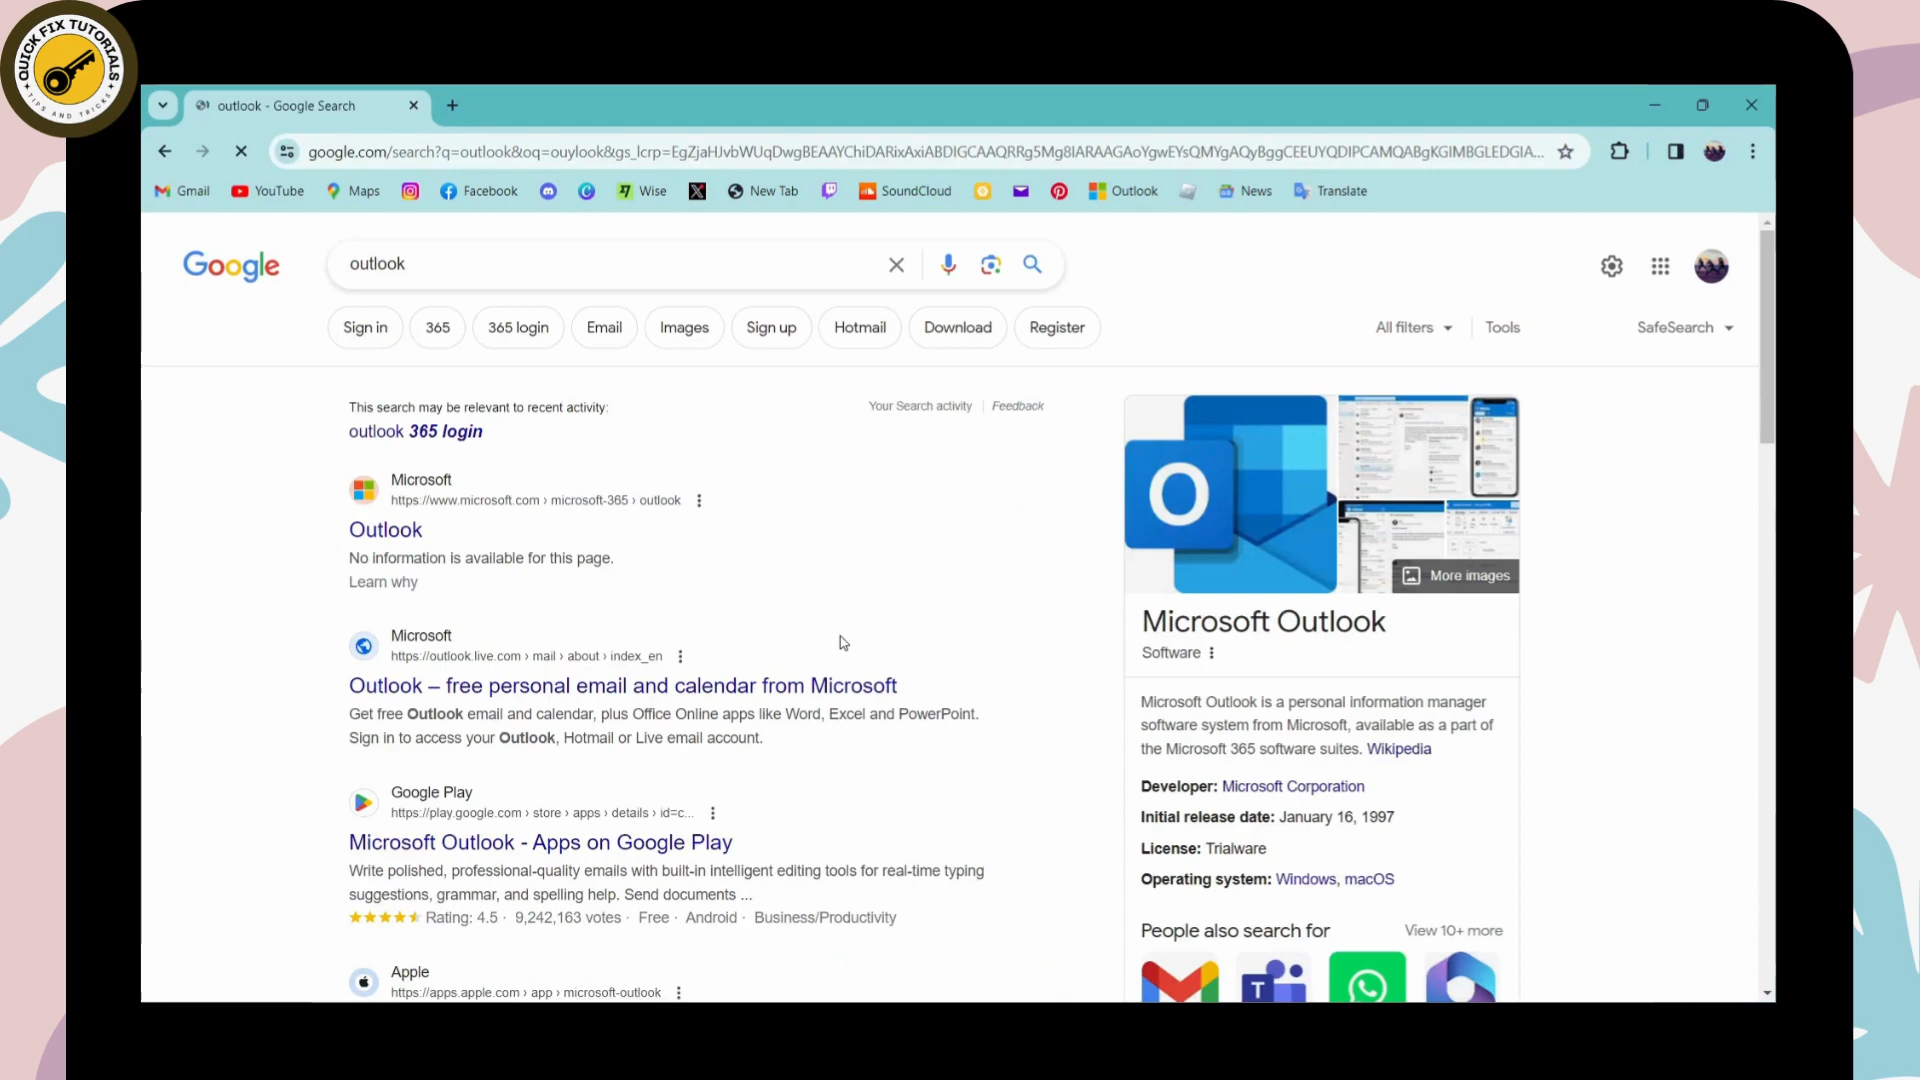 QUICK FIX TUTORIALS
TIPS AND TRICKS
outlook - Google Search
google.com/search?q=outlook&oq=ouylook&gs_lcrp=EgZjaHJvbWUqDwgBEAAYChiDARixAxiABDIGCAAQRRg5Mg8IARAAGAoYgwEYsQMYgAQyBggCEEUYQDIPCAMQABgKGIMBGLEDGIA...
Gmail YouTube Maps Facebook Wise New Tab SoundCloud Outlook News Translate
Google
outlook
Sign in 365 365 login Email Images Sign up Hotmail Download Register All filters Tools SafeSearch
This search may be relevant to recent activity:
outlook 365 login
Your Search activity Feedback
Microsoft
https://www.microsoft.com › microsoft-365 › outlook
Outlook
No information is available for this page.
Learn why
Microsoft
https://outlook.live.com › mail › about › index_en
Outlook – free personal email and calendar from Microsoft
Get free Outlook email and calendar, plus Office Online apps like Word, Excel and PowerPoint.
Sign in to access your Outlook, Hotmail or Live email account.
Google Play
https://play.google.com › store › apps › details › id=c...
Microsoft Outlook - Apps on Google Play
Write polished, professional-quality emails with built-in intelligent editing tools for real-time typing
suggestions, grammar, and spelling help. Send documents ...
Rating: 4.5 · 9,242,163 votes · Free · Android · Business/Productivity
Apple
https://apps.apple.com › app › microsoft-outlook
O
More images
Microsoft Outlook
Software
Microsoft Outlook is a personal information manager
software system from Microsoft, available as a part of
the Microsoft 365 software suites. Wikipedia
Developer: Microsoft Corporation
Initial release date: January 16, 1997
License: Trialware
Operating system: Windows, macOS
People also search for
View 10+ more
T